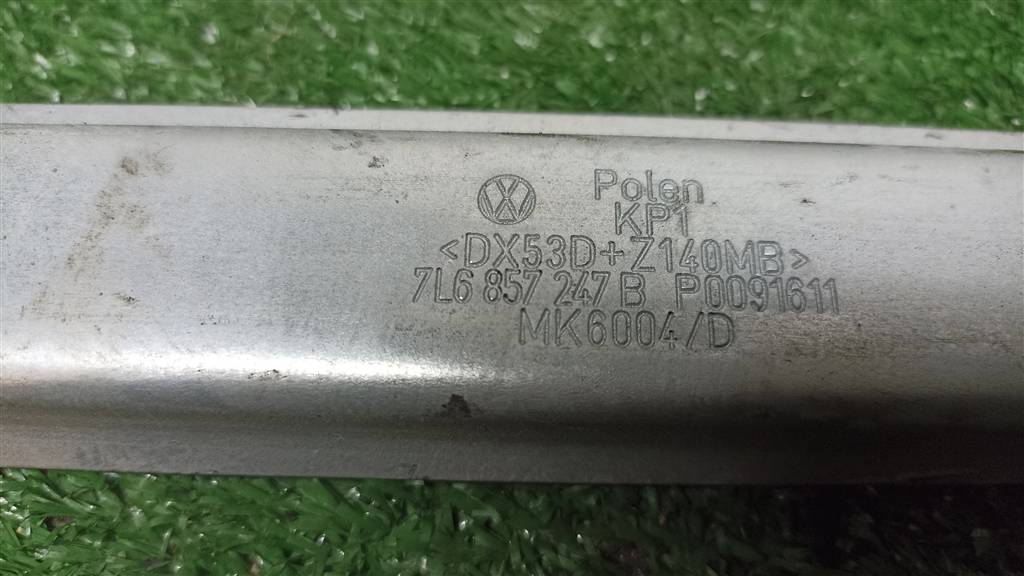 Polen
KP1
<DX53D+Z140MB>
7L6 857 247 B P0091611
MK6004/D